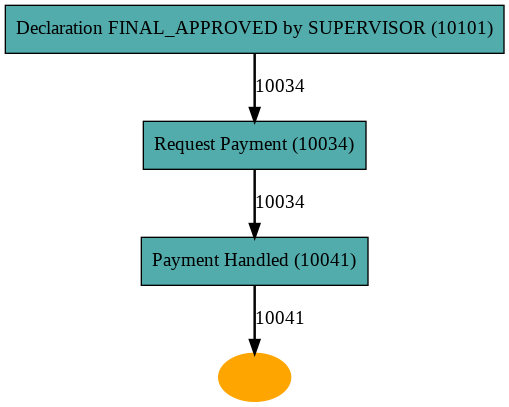 Declaration FINAL_APPROVED by SUPERVISOR (10101)
10034
Request Payment (10034)
10034
Payment Handled (10041)
10041